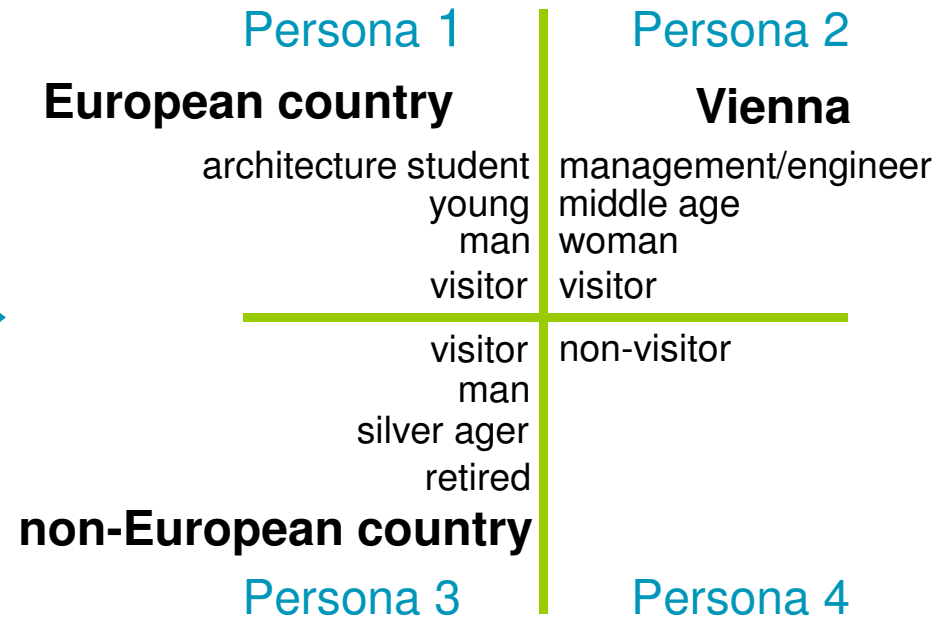 Persona 1
European country
architecture student
young
man
visitor
Persona 2
Vienna
management/engineer
middle age
woman
visitor
visitor
man
silver ager
retired
non-European country
Persona 3
non-visitor
Persona 4